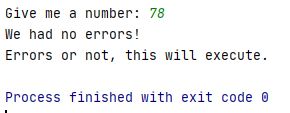 Give me a number: 78
We had no errors!
Errors or not, this will execute.
Process finished with exit code 0